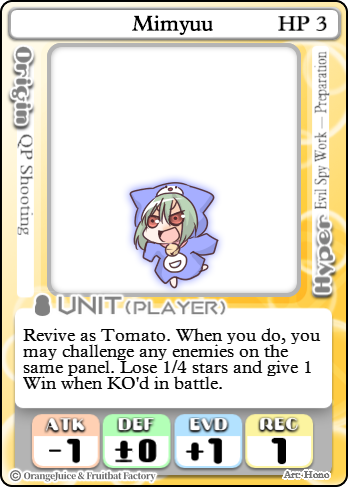 Mimyuu HP 3
Origin QP Shooting
Hyper Evil Spy Work — Preparation
UNIT (PLAYER)
Revive as Tomato. When you do, you
may challenge any enemies on the
same panel. Lose 1/4 stars and give 1
Win when KO'd in battle.
ATK DEF EVD REC
-1 ±0 +1 1
© OrangeJuice & Fruitbat Factory Art: Hono